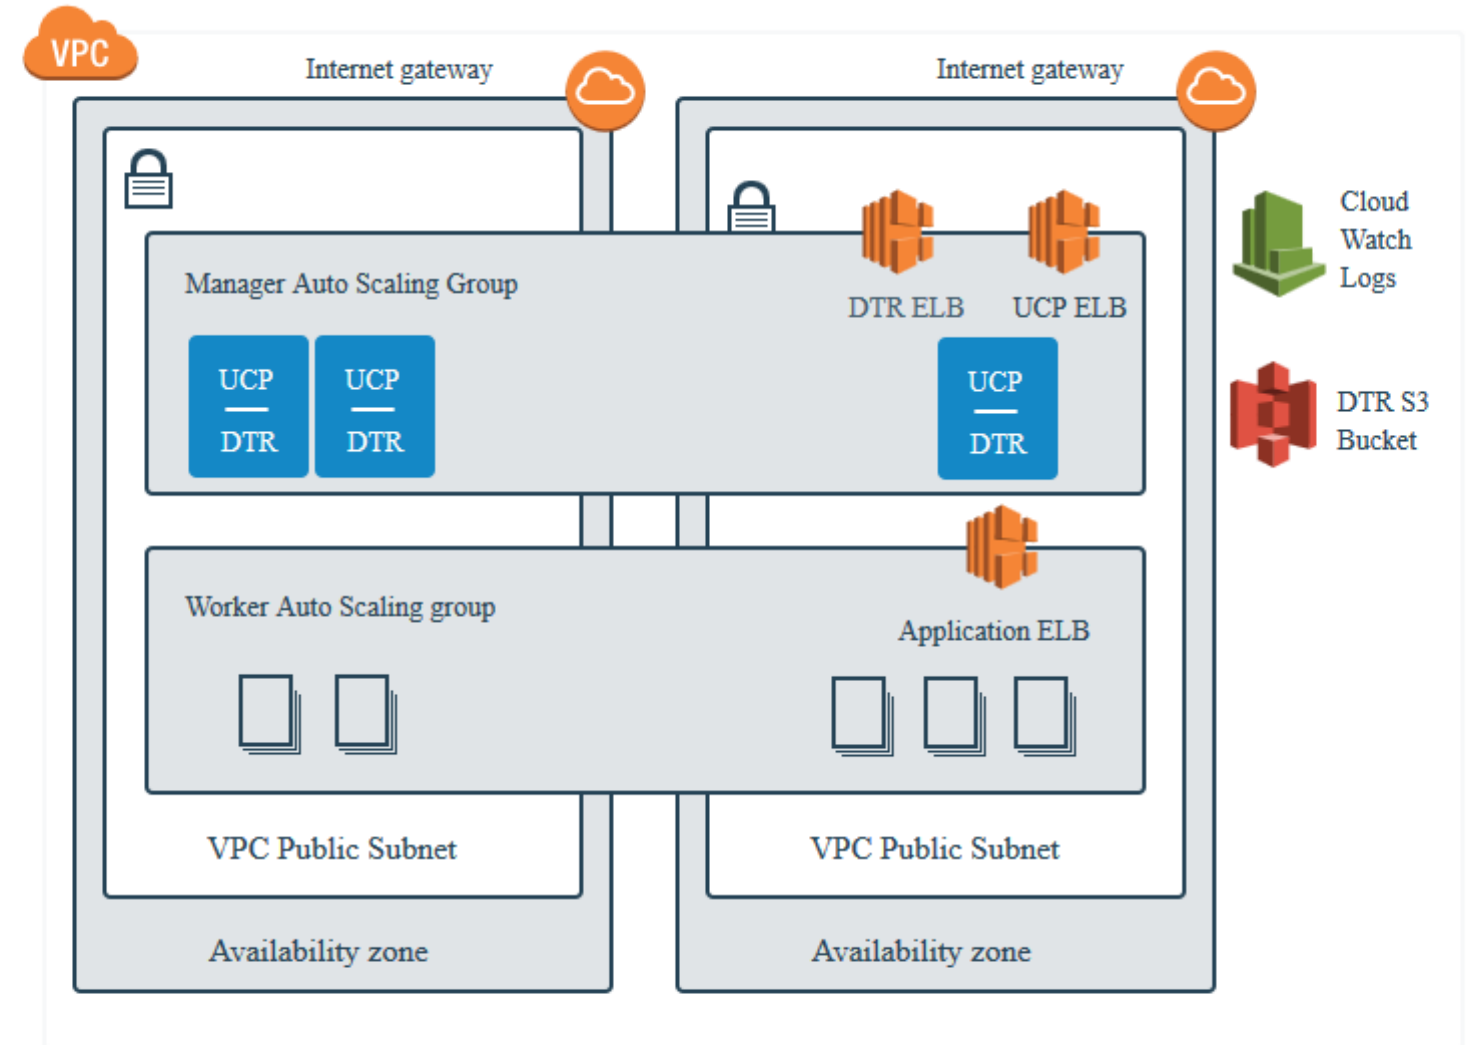 VPC
Internet gateway
Internet gateway
Cloud
Watch
Logs
Manager Auto Scaling Group
DTR ELB
UCP ELB
UCP
DTR
UCP
DTR
UCP
DTR
DTR S3
Bucket
Worker Auto Scaling group
Application ELB
VPC Public Subnet
VPC Public Subnet
Availability zone
Availability zone